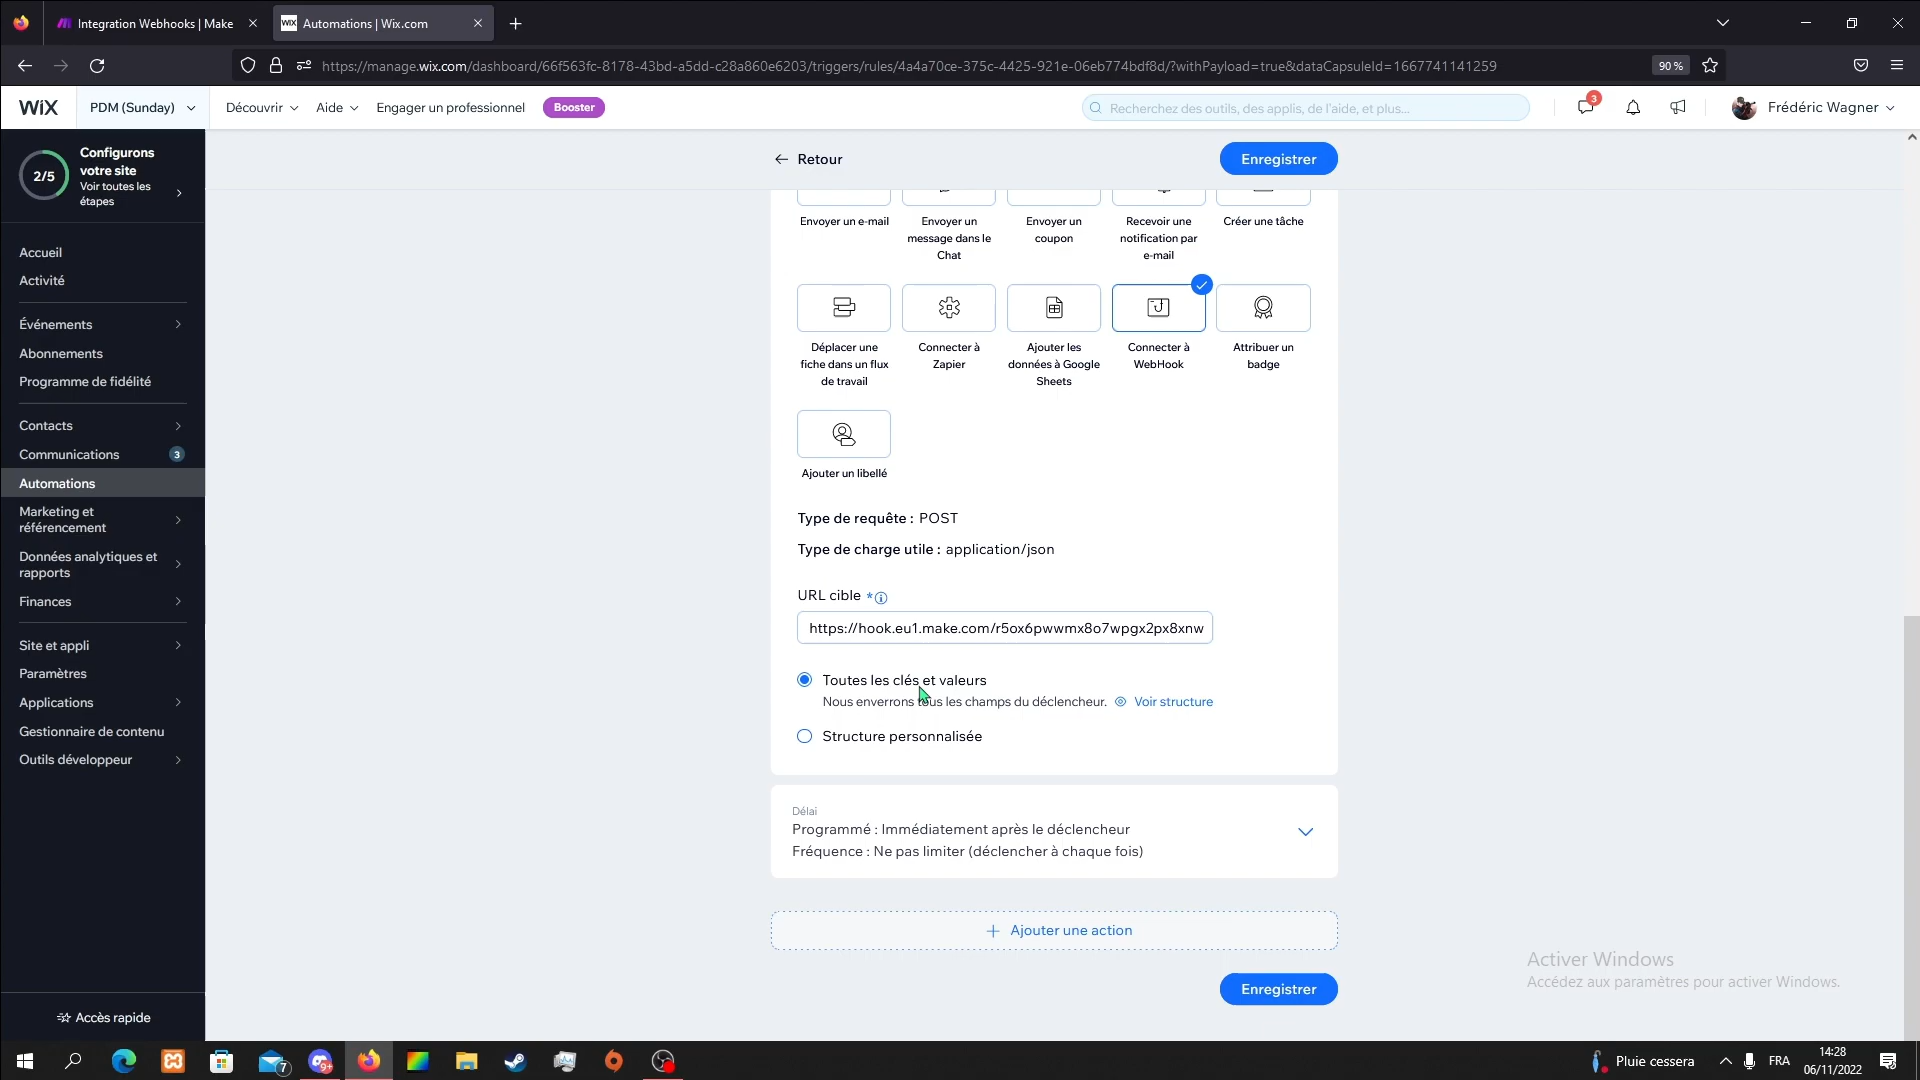 Integration Webhooks | Make
Automations | Wix.com
https://manage.wix.com/dashboard/66f563fc-8178-43bd-a5dd-c28a860e6203/triggers/rules/4a4a70ce-375c-4425-921e-06eb774bdf8d/?withPayload=true&dataCapsuleId=1667741141259
90 %
WiX
PDM (Sunday)
Découvrir
Aide
Engager un professionnel
Booster
Recherchez des outils, des applis, de l'aide, et plus...
3
Frédéric Wagner
2/5
Configurons
votre site
Voir toutes les
étapes
Accueil
Activité
Événements
Abonnements
Programme de fidélité
Contacts
Communications
3
Automations
Marketing et
référencement
Données analytiques et
rapports
Finances
Site et appli
Paramètres
Applications
Gestionnaire de contenu
Outils développeur
Accès rapide
Retour
Enregistrer
Envoyer un e-mail
Envoyer un
message dans le
Chat
Envoyer un
coupon
Recevoir une
notification par
e-mail
Créer une tâche
Déplacer une
fiche dans un flux
de travail
Connecter à
Zapier
Ajouter les
données à Google
Sheets
Connecter à
WebHook
Attribuer un
badge
Ajouter un libellé
Type de requête : POST
Type de charge utile : application/json
URL cible *
https://hook.eu1.make.com/r5ox6pwwmx8o7wpgx2px8xnw
Toutes les clés et valeurs
Nous enverrons tous les champs du déclencheur. Voir structure
Structure personnalisée
Délai
Programmé : Immédiatement après le déclencheur
Fréquence : Ne pas limiter (déclencher à chaque fois)
+ Ajouter une action
Enregistrer
Activer Windows
Accédez aux paramètres pour activer Windows.
7
9+
Pluie cessera
FRA
14:28
06/11/2022